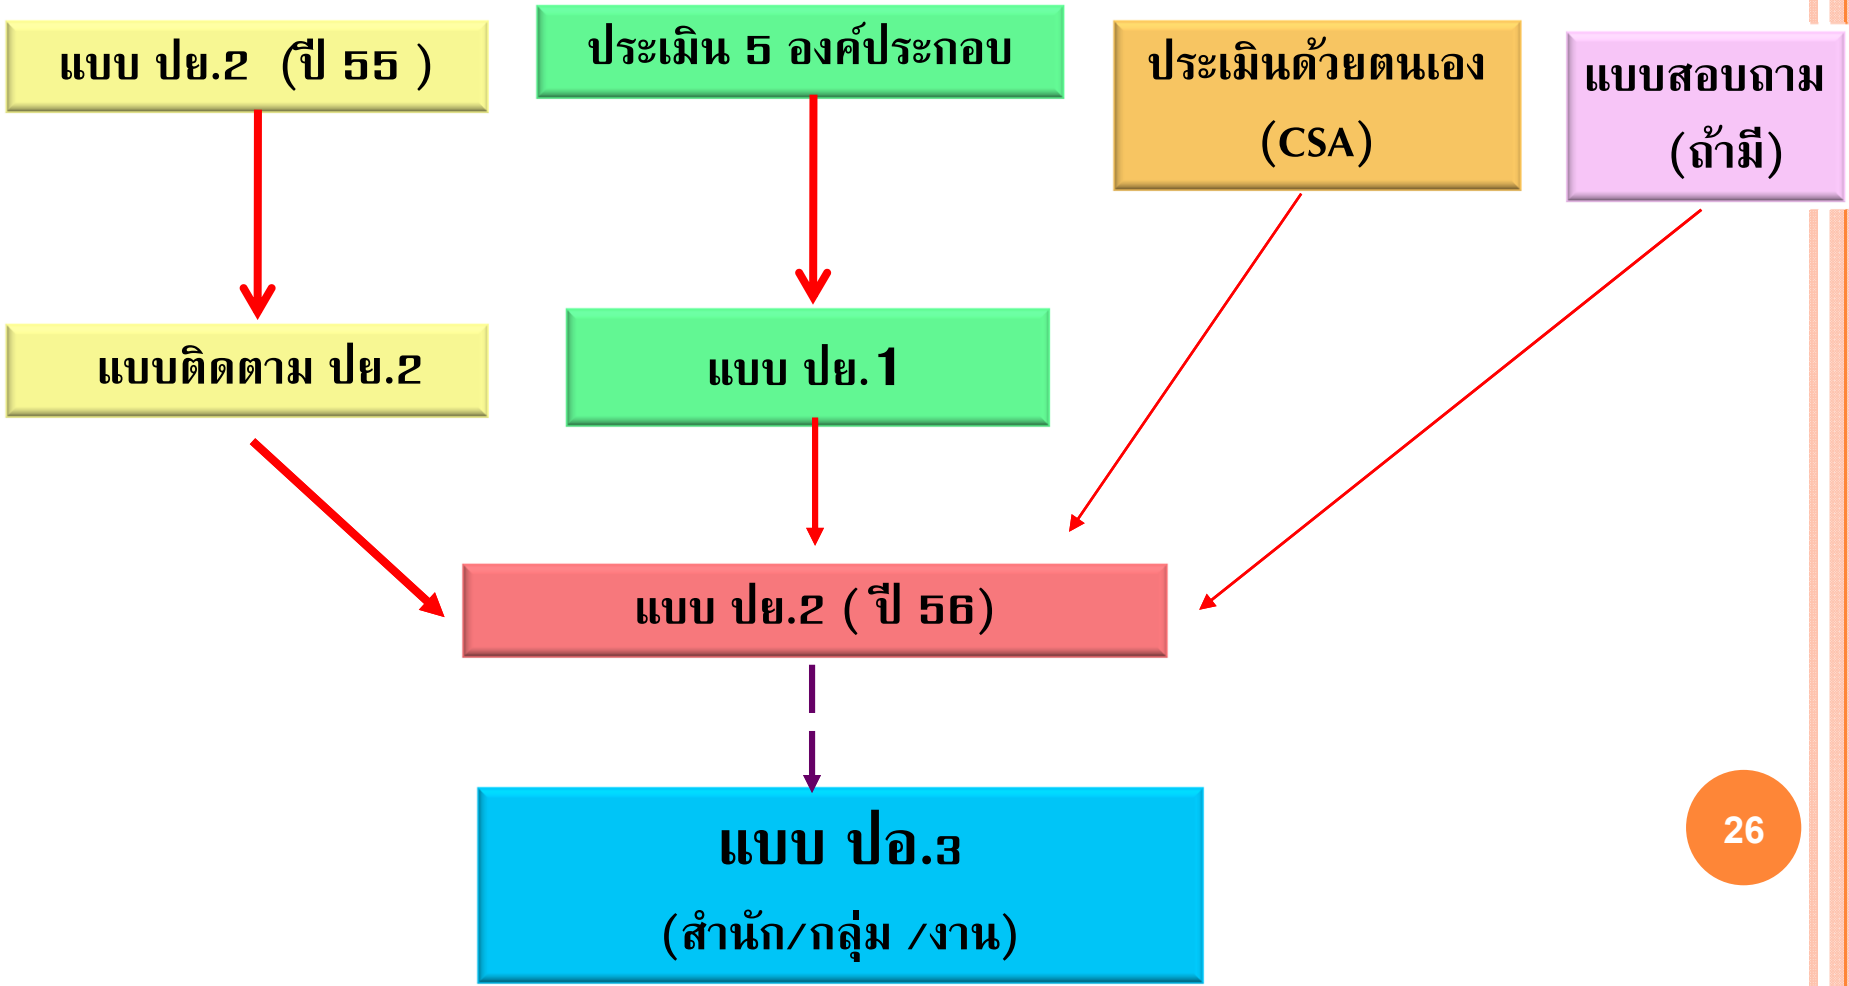 แบบ ปย.2 (ปี 55 )
ประเมิน 5 องค์ประกอบ
ประเมินด้วยตนเอง
(CSA)
แบบสอบถาม
(ถ้ามี)
แบบติดตาม ปย.2
แบบ ปย.1
แบบ ปย.2 ( ปี 56)
แบบ ปอ.3
(สำนัก/กลุ่ม /งาน)
26